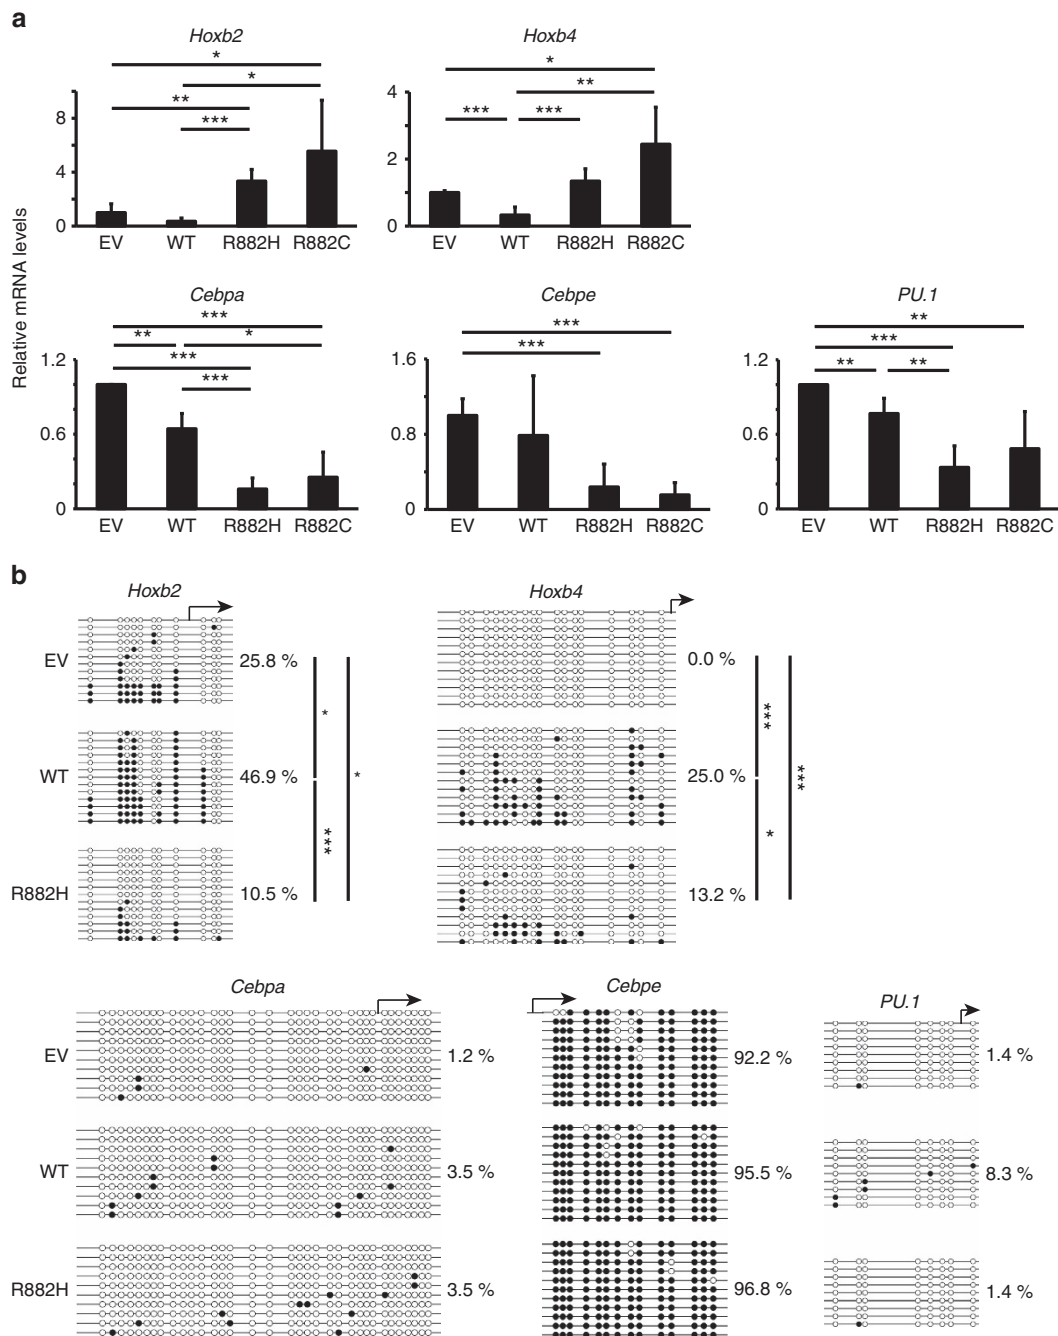 a
Relative mRNA levels
Hoxb2
*
*
**
***
8
4
0
EV WT R882H R882C
Hoxb4
*
**
*** ***
4
2
0
EV WT R882H R882C
Cebpa
***
** *
***
***
1.2
0.6
0
EV WT R882H R882C
Cebpe
***
***
1.6
0.8
0
EV WT R882H R882C
PU.1
**
***
** **
1.2
0.6
0
EV WT R882H R882C
b
Hoxb2
EV 25.8 %
WT 46.9 %
R882H 10.5 %
*
*
***
Hoxb4
0.0 %
25.0 %
13.2 %
***
***
*
Cebpa
EV 1.2 %
WT 3.5 %
R882H 3.5 %
Cebpe
92.2 %
95.5 %
96.8 %
PU.1
1.4 %
8.3 %
1.4 %